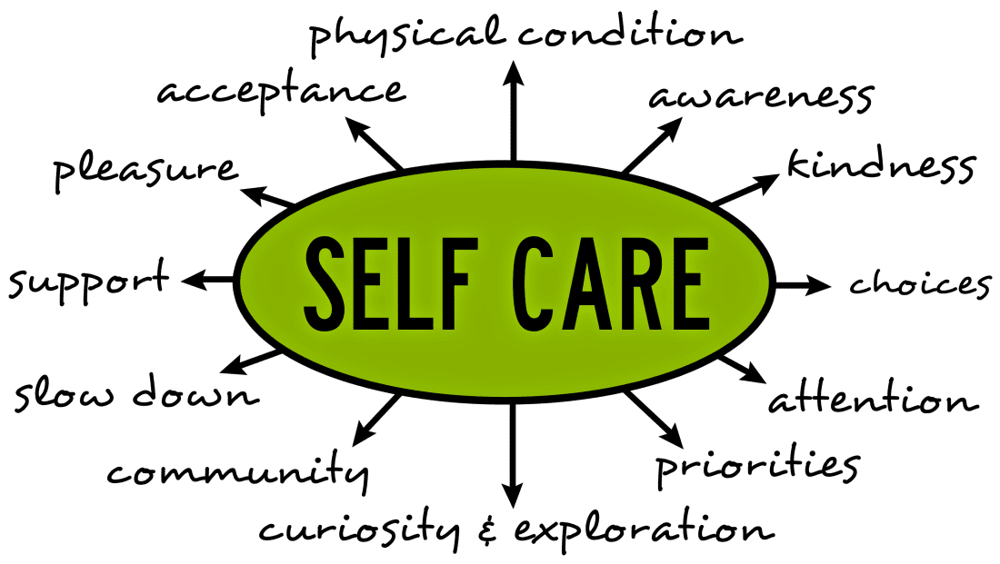 physical condition
acceptance
awareness
pleasure
kindness
SELF CARE
support
choices
slow down
attention
community
priorities
curiosity & exploration